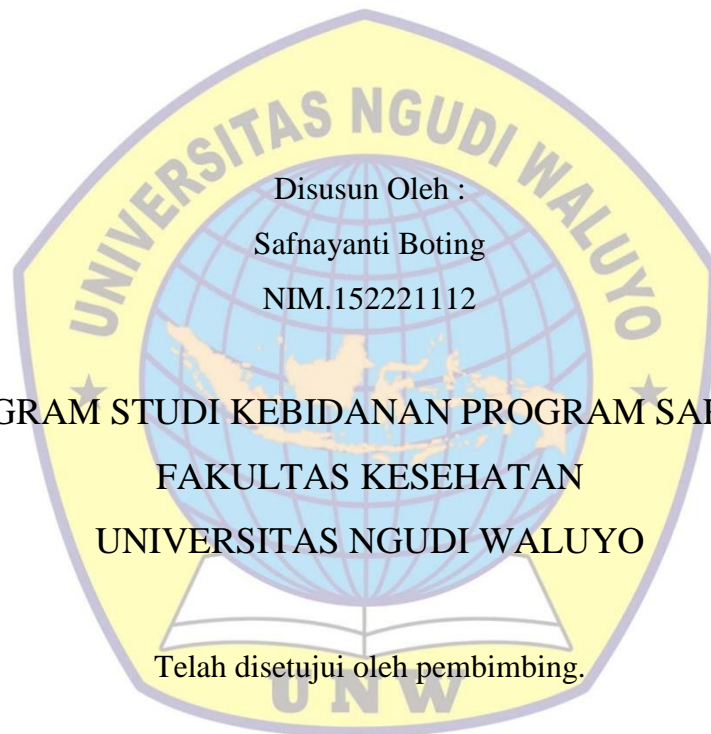 UNIVERSITAS NGUDI WALUYO
Disusun Oleh :
Safnayanti Boting
NIM.152221112
GRAM STUDI KEBIDANAN PROGRAM SA
FAKULTAS KESEHATAN
UNIVERSITAS NGUDI WALUYO
Telah disetujui oleh pembimbing.
UNW